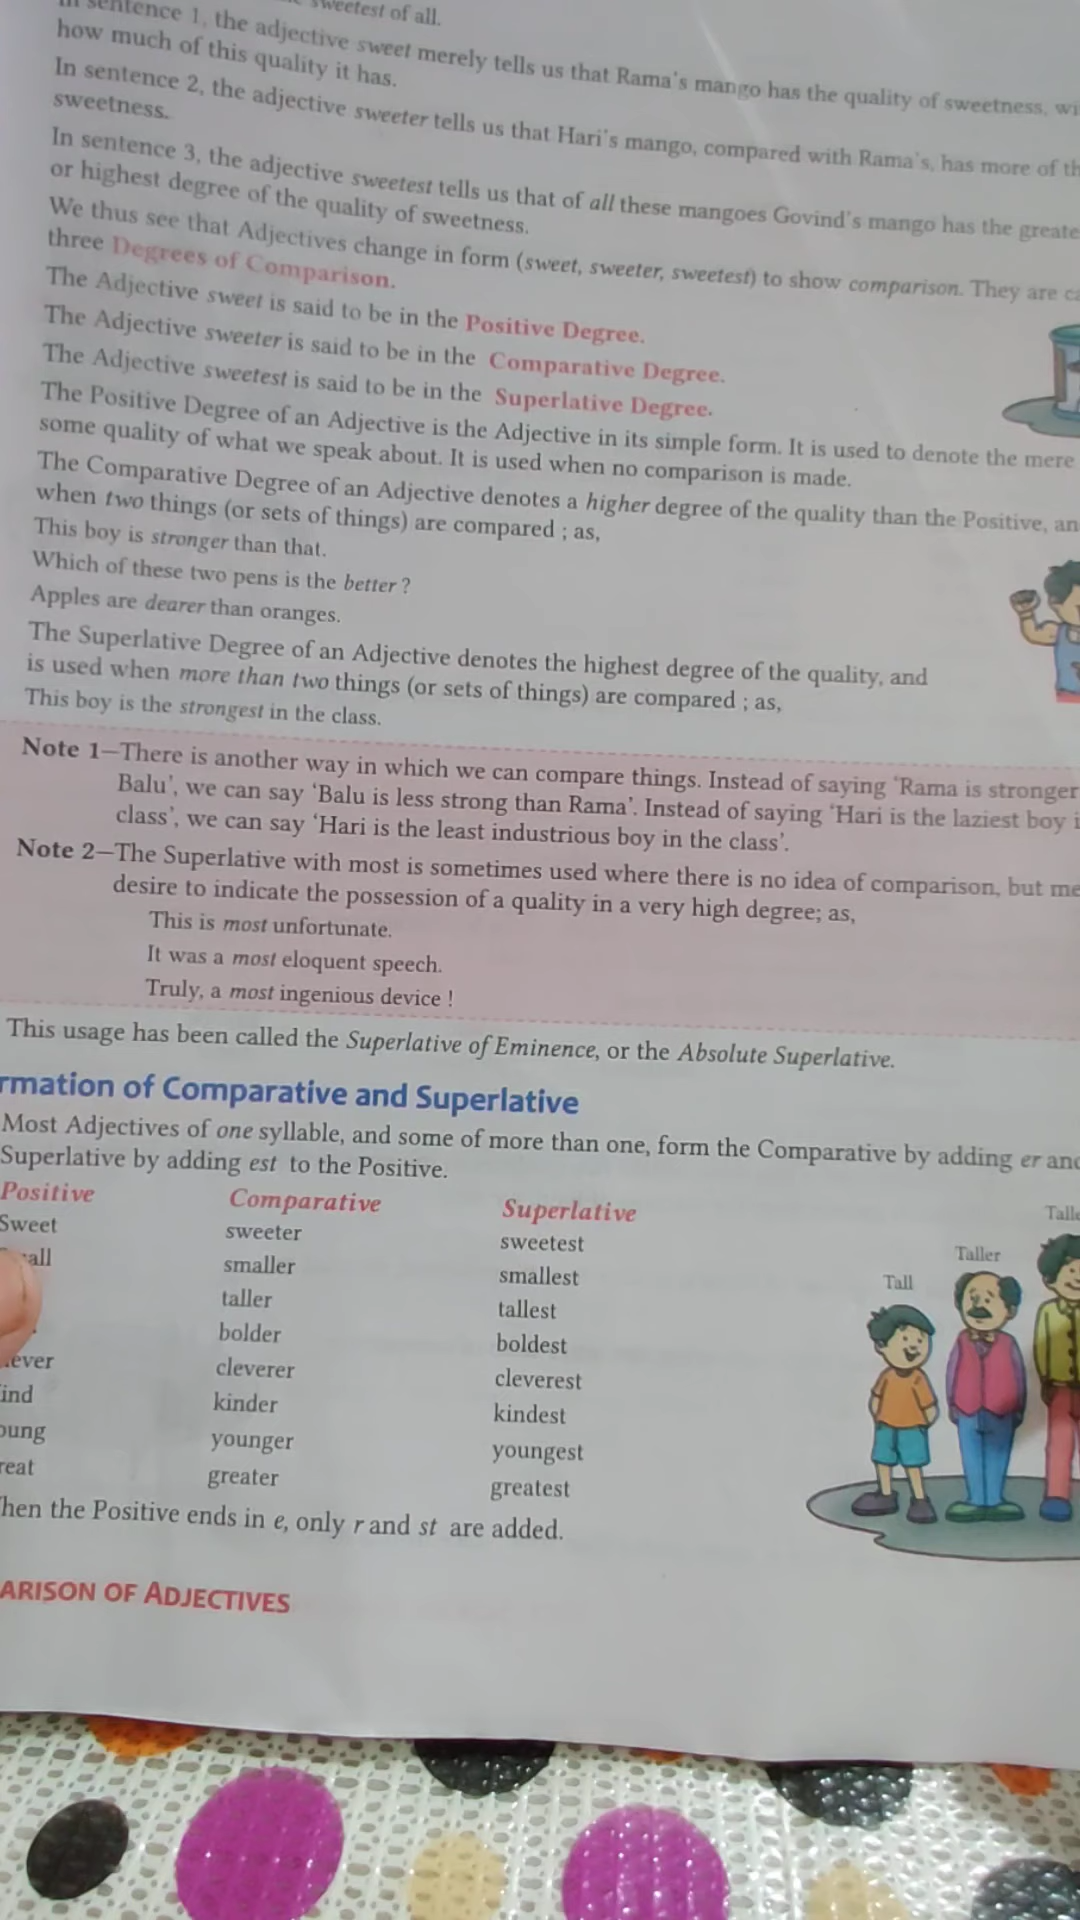 sweetest of all.
In sentence 1, the adjective sweet merely tells us that Rama's mango has the quality of sweetness,
how much of this quality it has.
In sentence 2, the adjective sweeter tells us that Hari's mango, compared with Rama's, has more of
sweetness.
In sentence 3, the adjective sweetest tells us that of all these mangoes Govind's mango has the greate
or highest degree of the quality of sweetness.
We thus see that Adjectives change in form (sweet, sweeter, sweetest) to show comparison. They are
three Degrees of Comparison.
The Adjective sweet is said to be in the Positive Degree.
The Adjective sweeter is said to be in the Comparative Degree.
The Adjective sweetest is said to be in the Superlative Degree.
The Positive Degree of an Adjective is the Adjective in its simple form. It is used to denote the mere
some quality of what we speak about. It is used when no comparison is made.
The Comparative Degree of an Adjective denotes a higher degree of the quality than the Positive, an
when two things (or sets of things) are compared ; as,
This boy is stronger than that.
Which of these two pens is the better ?
Apples are dearer than oranges.
The Superlative Degree of an Adjective denotes the highest degree of the quality, and
is used when more than two things (or sets of things) are compared ; as,
This boy is the strongest in the class.
Note 1—There is another way in which we can compare things. Instead of saying 'Rama is stronger
Balu', we can say 'Balu is less strong than Rama'. Instead of saying 'Hari is the laziest boy i
class', we can say 'Hari is the least industrious boy in the class'.
Note 2—The Superlative with most is sometimes used where there is no idea of comparison, but me
desire to indicate the possession of a quality in a very high degree; as,
This is most unfortunate.
It was a most eloquent speech.
Truly, a most ingenious device !
This usage has been called the Superlative of Eminence, or the Absolute Superlative.
rmation of Comparative and Superlative
Most Adjectives of one syllable, and some of more than one, form the Comparative by adding er and
Superlative by adding est to the Positive.
Positive Comparative Superlative
Sweet sweeter sweetest
all smaller smallest
taller tallest
bolder boldest
ever cleverer cleverest
ind kinder kindest
oung younger youngest
reat greater greatest
hen the Positive ends in e, only r and st are added.
Tall
Taller
Talle
ARISON OF ADJECTIVES